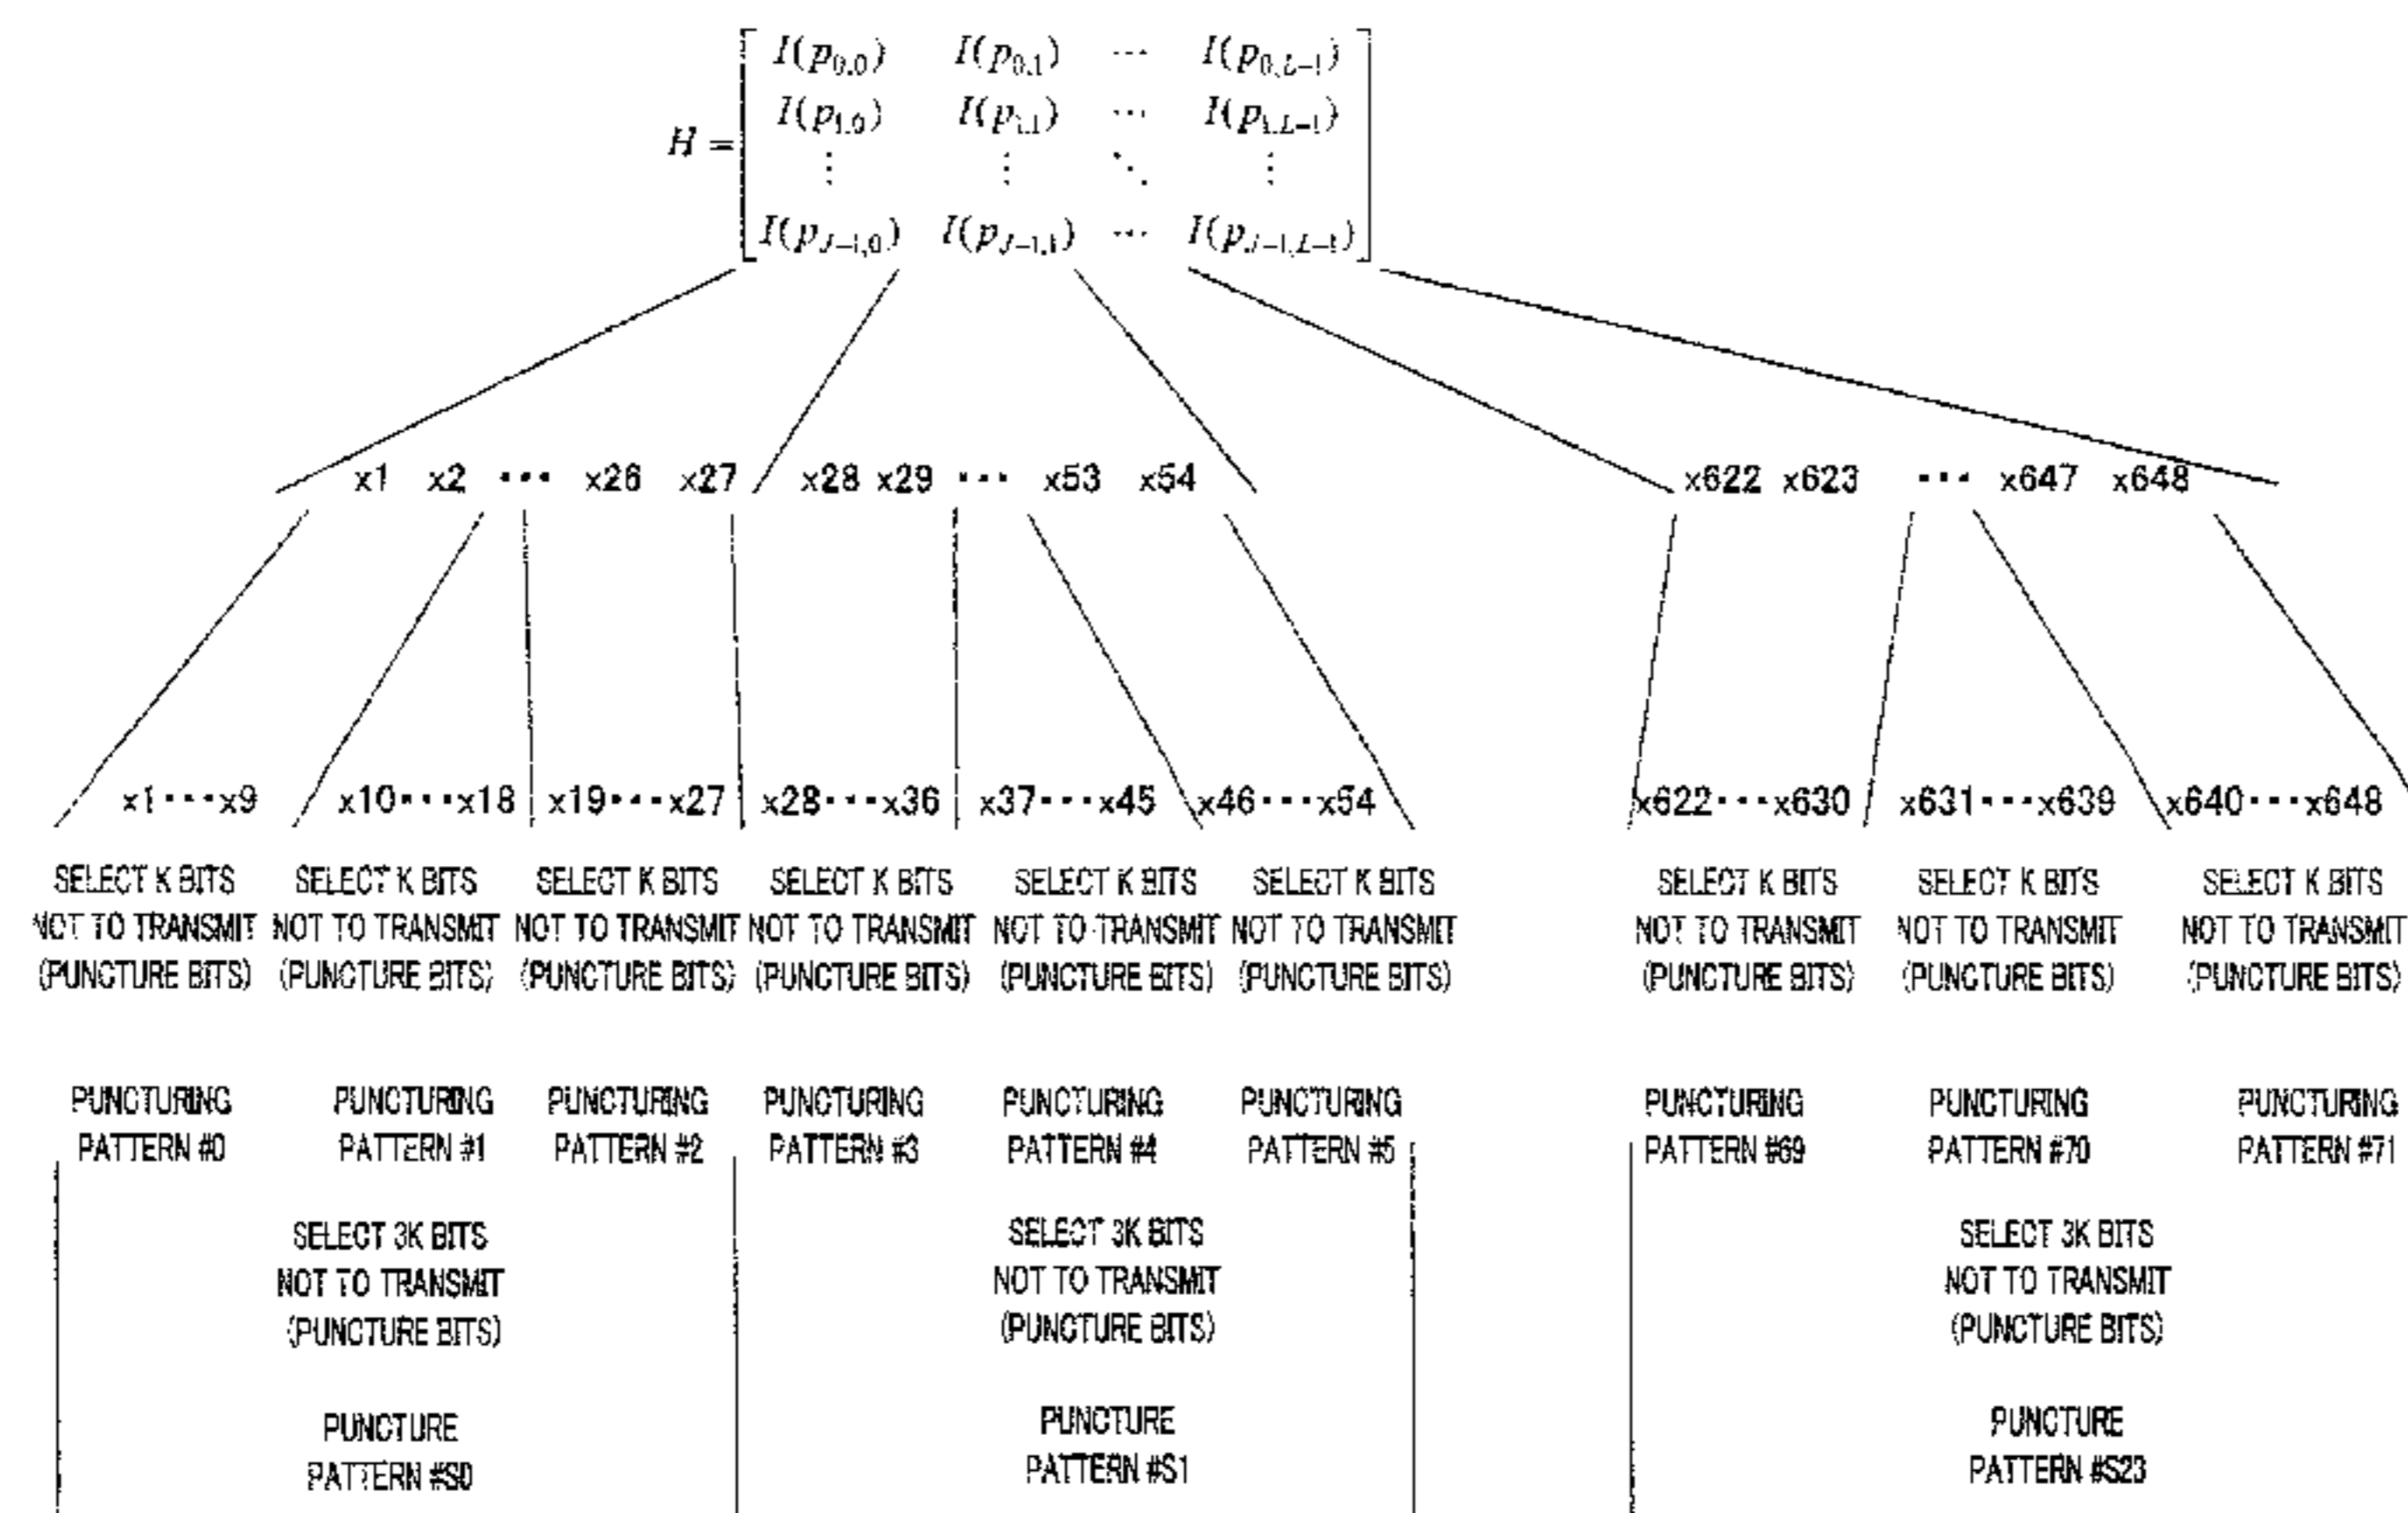 H = [ I(p0,0) I(p0,1) ⋯ I(p0,L−1)
I(p1,0) I(p1,1) ⋯ I(p1,L−1)
⋮ ⋮ ⋱ ⋮
I(pJ−1,0) I(pJ−1,1) ⋯ I(pJ−1,L−1) ]
x1 x2 ··· x26 x27 x28 x29 ··· x53 x54 x622 x623 ··· x647 x648
x1···x9 x10···x18 x19···x27 x28···x36 x37···x45 x46···x54 x622···x630 x631···x639 x640···x648
SELECT K BITS SELECT K BITS SELECT K BITS SELECT K BITS SELECT K BITS SELECT K BITS SELECT K BITS SELECT K BITS SELECT K BITS
NOT TO TRANSMIT NOT TO TRANSMIT NOT TO TRANSMIT NOT TO TRANSMIT NOT TO TRANSMIT NOT TO TRANSMIT NOT TO TRANSMIT NOT TO TRANSMIT NOT TO TRANSMIT
(PUNCTURE BITS) (PUNCTURE BITS) (PUNCTURE BITS) (PUNCTURE BITS) (PUNCTURE BITS) (PUNCTURE BITS) (PUNCTURE BITS) (PUNCTURE BITS) (PUNCTURE BITS)
PUNCTURING PUNCTURING PUNCTURING PUNCTURING PUNCTURING PUNCTURING PUNCTURING PUNCTURING PUNCTURING
PATTERN #0 PATTERN #1 PATTERN #2 PATTERN #3 PATTERN #4 PATTERN #5 PATTERN #69 PATTERN #70 PATTERN #71
SELECT 3K BITS SELECT 3K BITS SELECT 3K BITS
NOT TO TRANSMIT NOT TO TRANSMIT NOT TO TRANSMIT
(PUNCTURE BITS) (PUNCTURE BITS) (PUNCTURE BITS)
PUNCTURE PUNCTURE PUNCTURE
PATTERN #S0 PATTERN #S1 PATTERN #S23